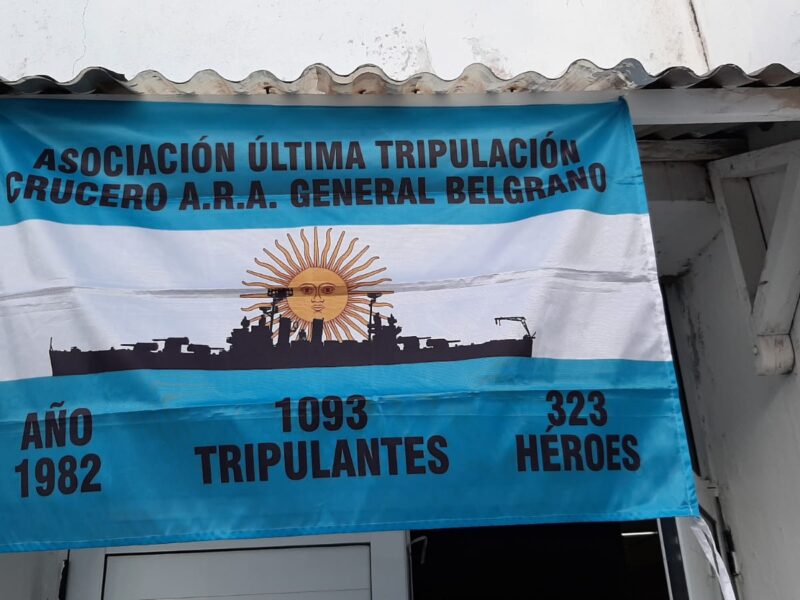 ASOCIACIÓN ÚLTIMA TRIPULACIÓN
CRUCERO A.R.A. GENERAL BELGRANO
AÑO
1982
1093
TRIPULANTES
323
HÉROES